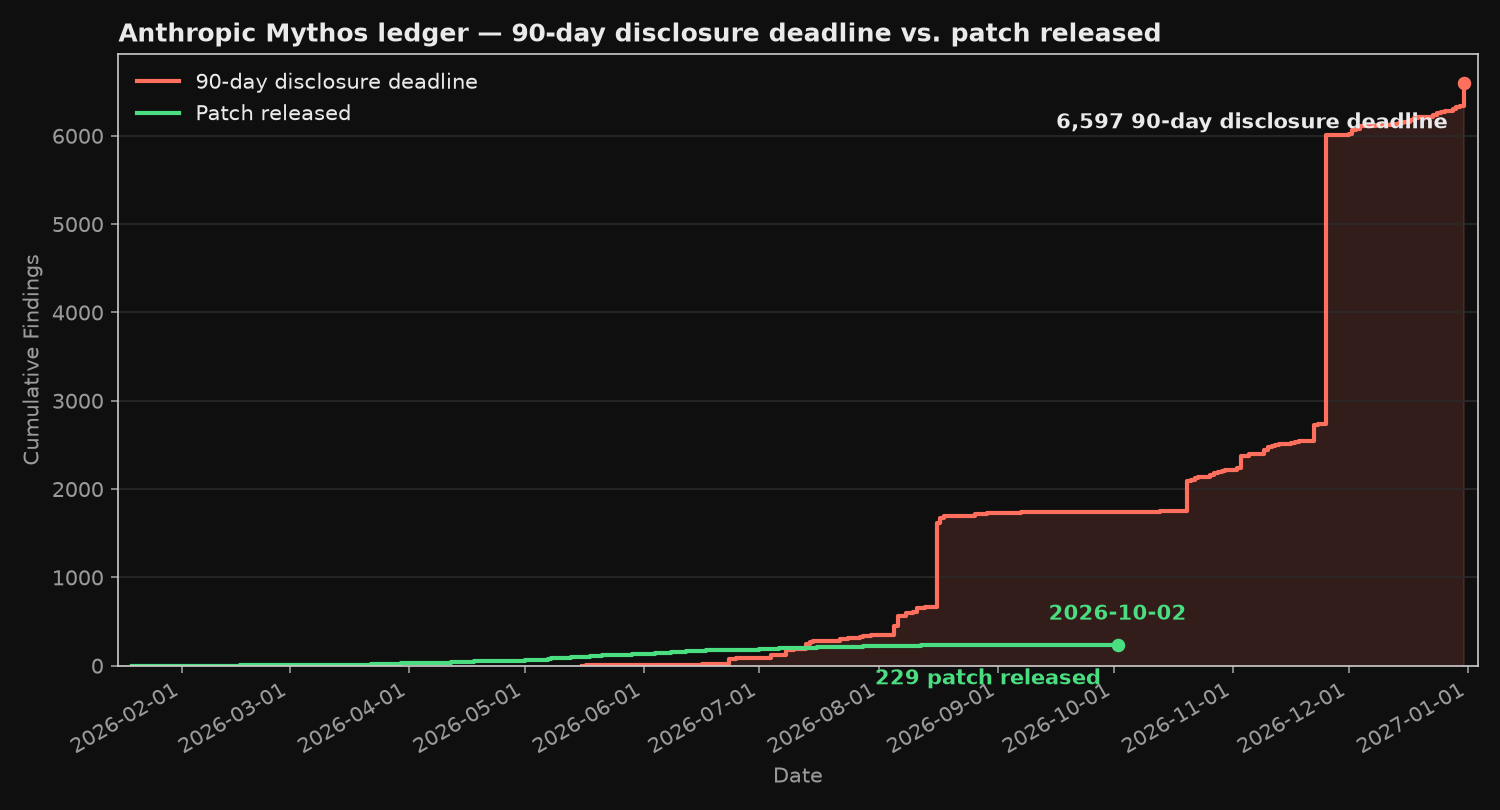 Anthropic Mythos ledger — 90-day disclosure deadline vs. patch released
90-day disclosure deadline
Patch released
6,597 90-day disclosure deadline
6000
5000
4000
3000
2000
1000
0
Cumulative Findings
2026-10-02
229 patch released
2026-02-01
2026-03-01
2026-04-01
2026-05-01
2026-06-01
2026-07-01
2026-08-01
2026-09-01
2026-10-01
2026-11-01
2026-12-01
2027-01-01
Date